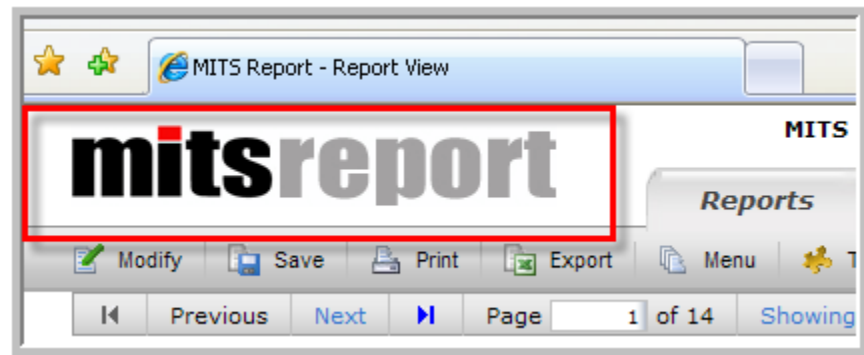 MITS Report - Report View
mitsreport
MITS
Reports
Modify Save Print Export Menu
Previous Next Page 1 of 14 Showing